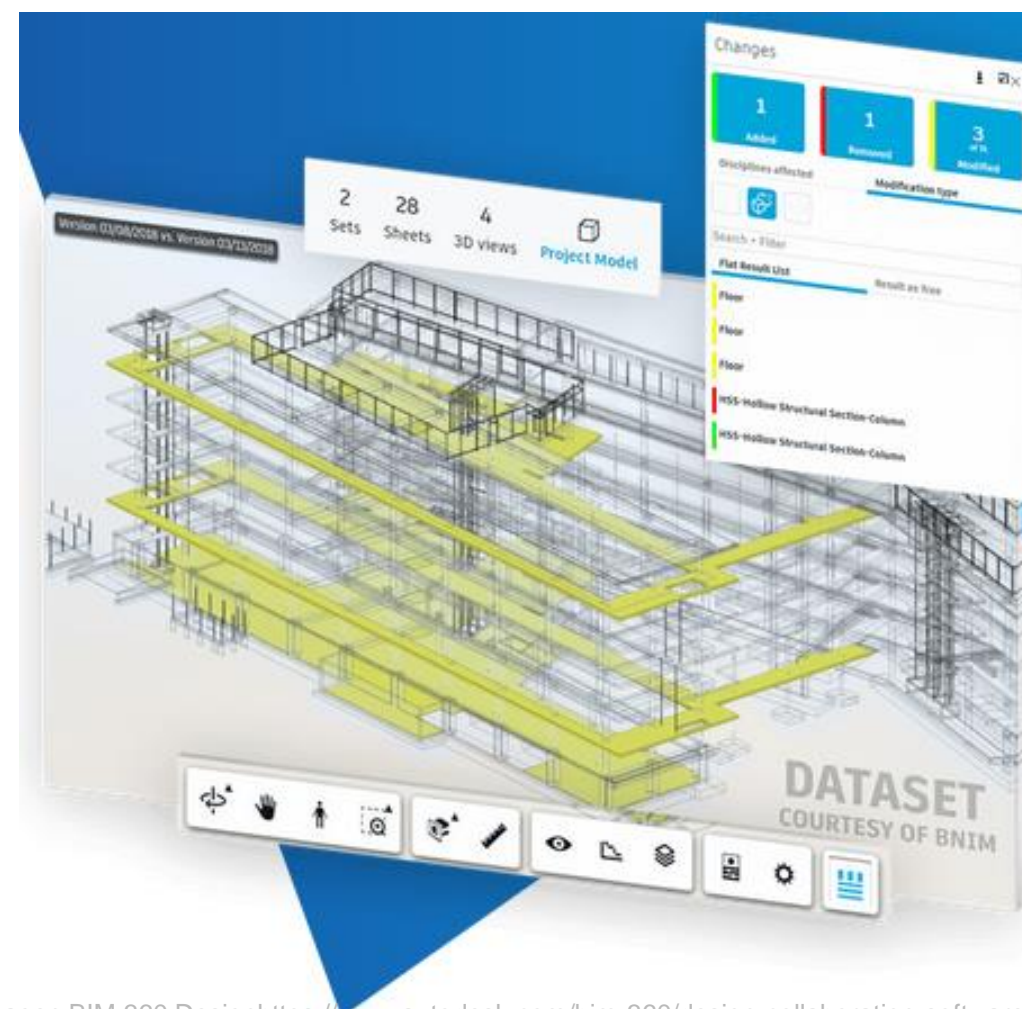 Changes
1
Added
1
Removed
3
of 14
Modified
Disciplines affected
Modification type
Search + Filter
Flat Result List
Result as Tree
Floor
Floor
Floor
HSS-Hollow Structural Section-Column
HSS-Hollow Structural Section-Column
2
Sets
28
Sheets
4
3D views
Project Model
Version 03/08/2018 vs. Version 03/13/2018
DATASET
COURTESY OF BNIM